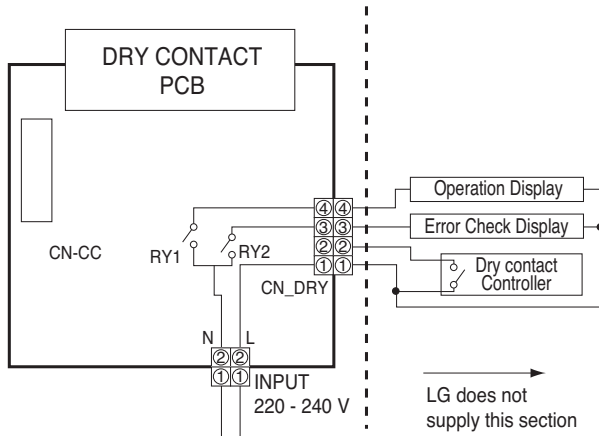 DRY CONTACT
PCB
CN-CC
RY1
RY2
④④
③③
②②
①①
CN_DRY
Operation Display
Error Check Display
Dry contact
Controller
N L
②②
①①
INPUT
220 - 240 V
LG does not
supply this section